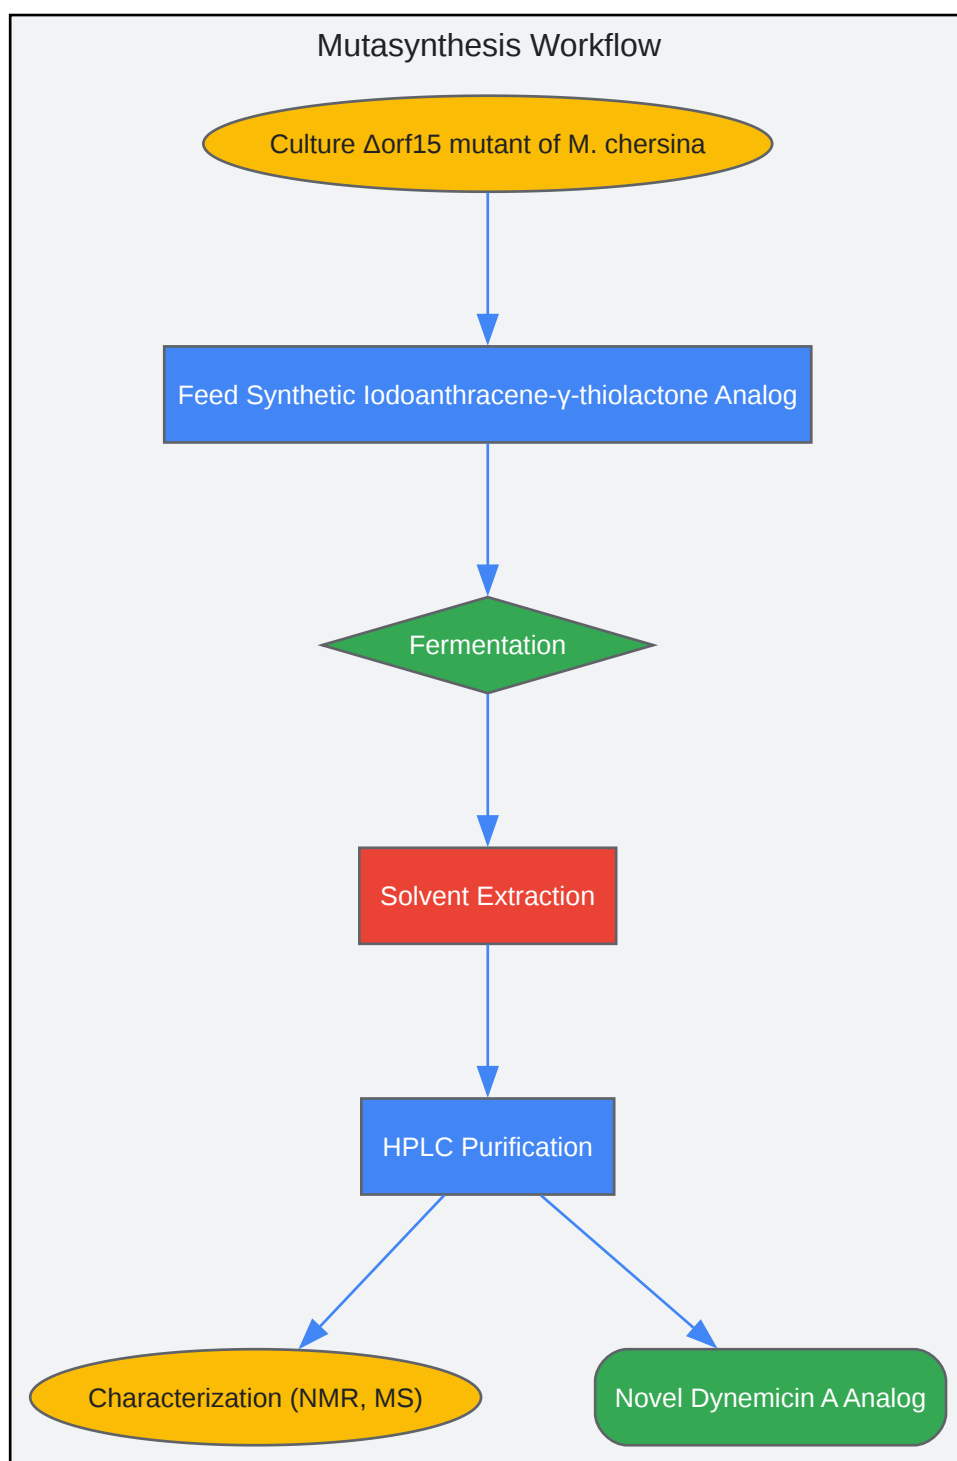 Mutasynthesis Workflow
Culture Δorf15 mutant of M. chersina
Feed Synthetic Iodoanthracene-γ-thiolactone Analog
Fermentation
Solvent Extraction
HPLC Purification
Characterization (NMR, MS)
Novel Dynemicin A Analog